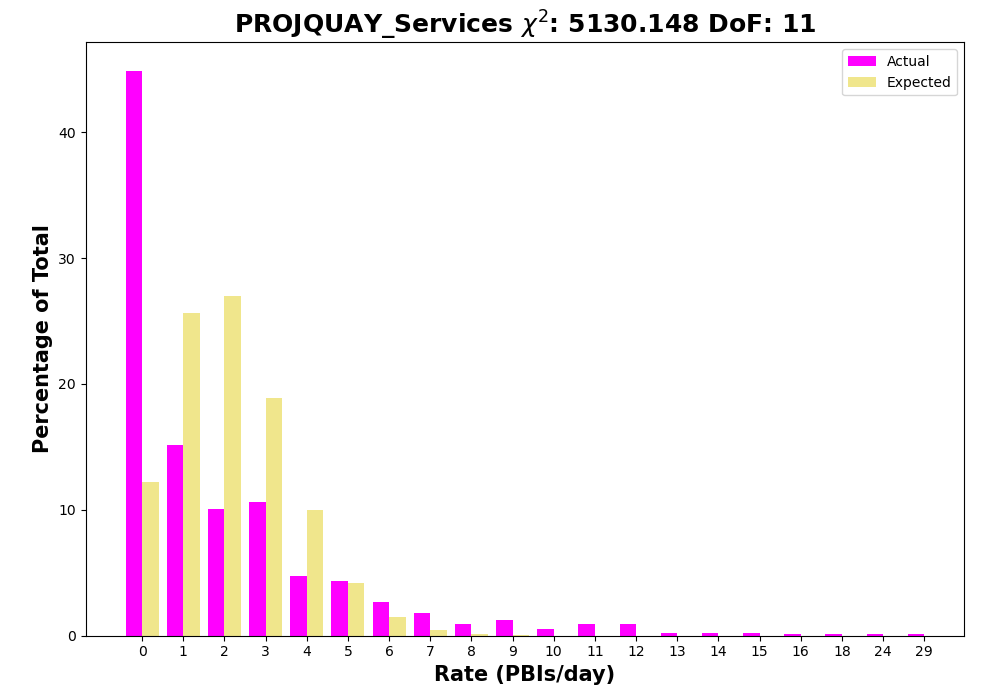 PROJQUAY_Services χ²: 5130.148 DoF: 11
Actual
Expected
40
30
20
10
0
Percentage of Total
0 1 2 3 4 5 6 7 8 9 10 11 12 13 14 15 16 18 24 29
Rate (PBIs/day)